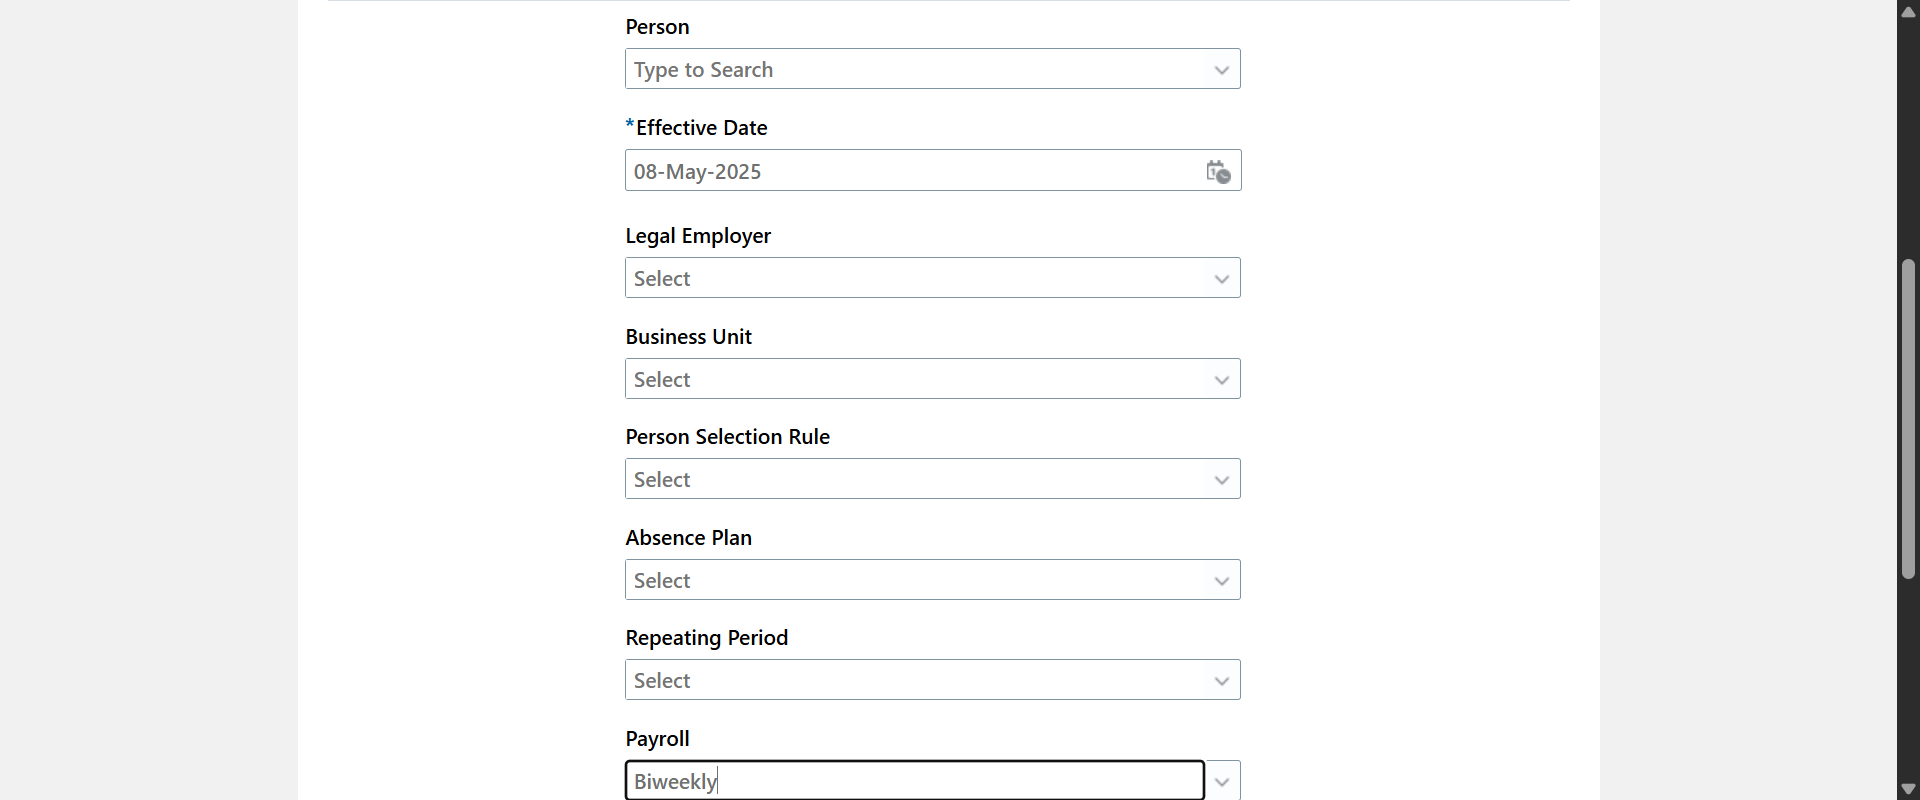 Person
Type to Search
*Effective Date
08-May-2025
Legal Employer
Select
Business Unit
Select
Person Selection Rule
Select
Absence Plan
Select
Repeating Period
Select
Payroll
Biweekly